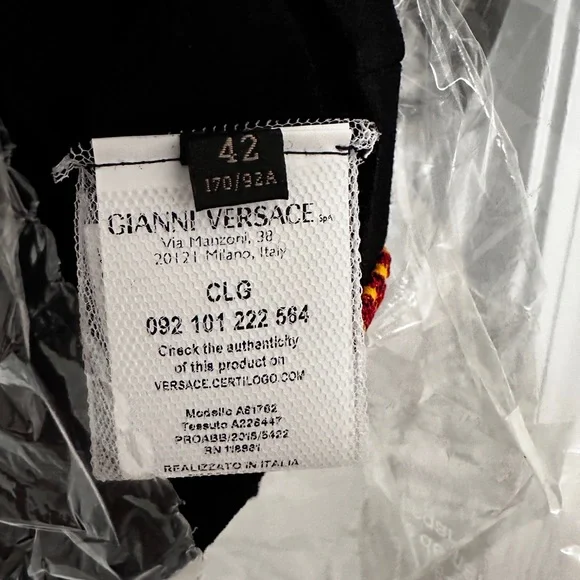 42
170/92A
GIANNI VERSACE SpA
Via Manzoni, 38
20121 Milano, Italy
CLG
092 101 222 564
Check the authenticity
of this product on
VERSACE.CERTILOGO.COM
Modello A61762
Tessuto A226447
PROABB/2015/5422
RN 118981
REALIZZATO IN ITALIA